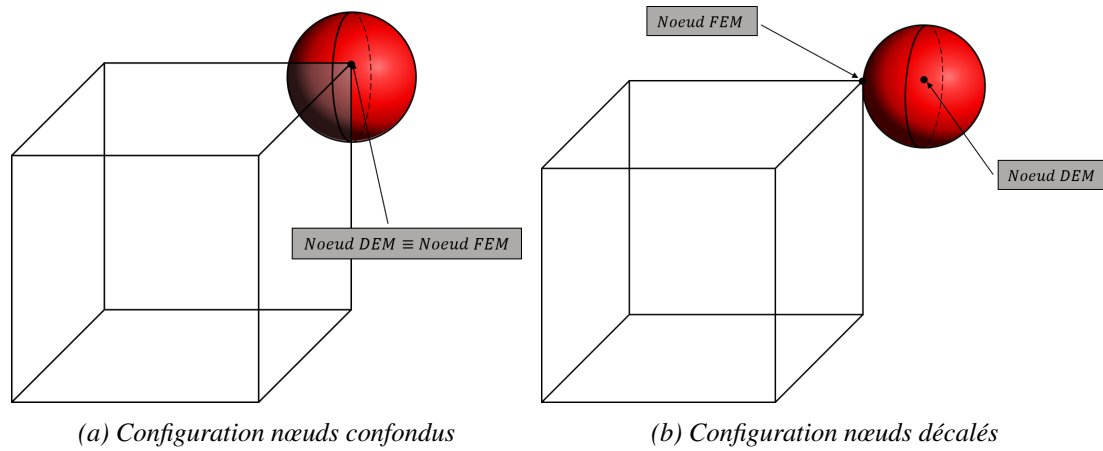 Noeud FEM
Noeud DEM
Noeud DEM ≡ Noeud FEM
(a) Configuration nœuds confondus
(b) Configuration nœuds décalés